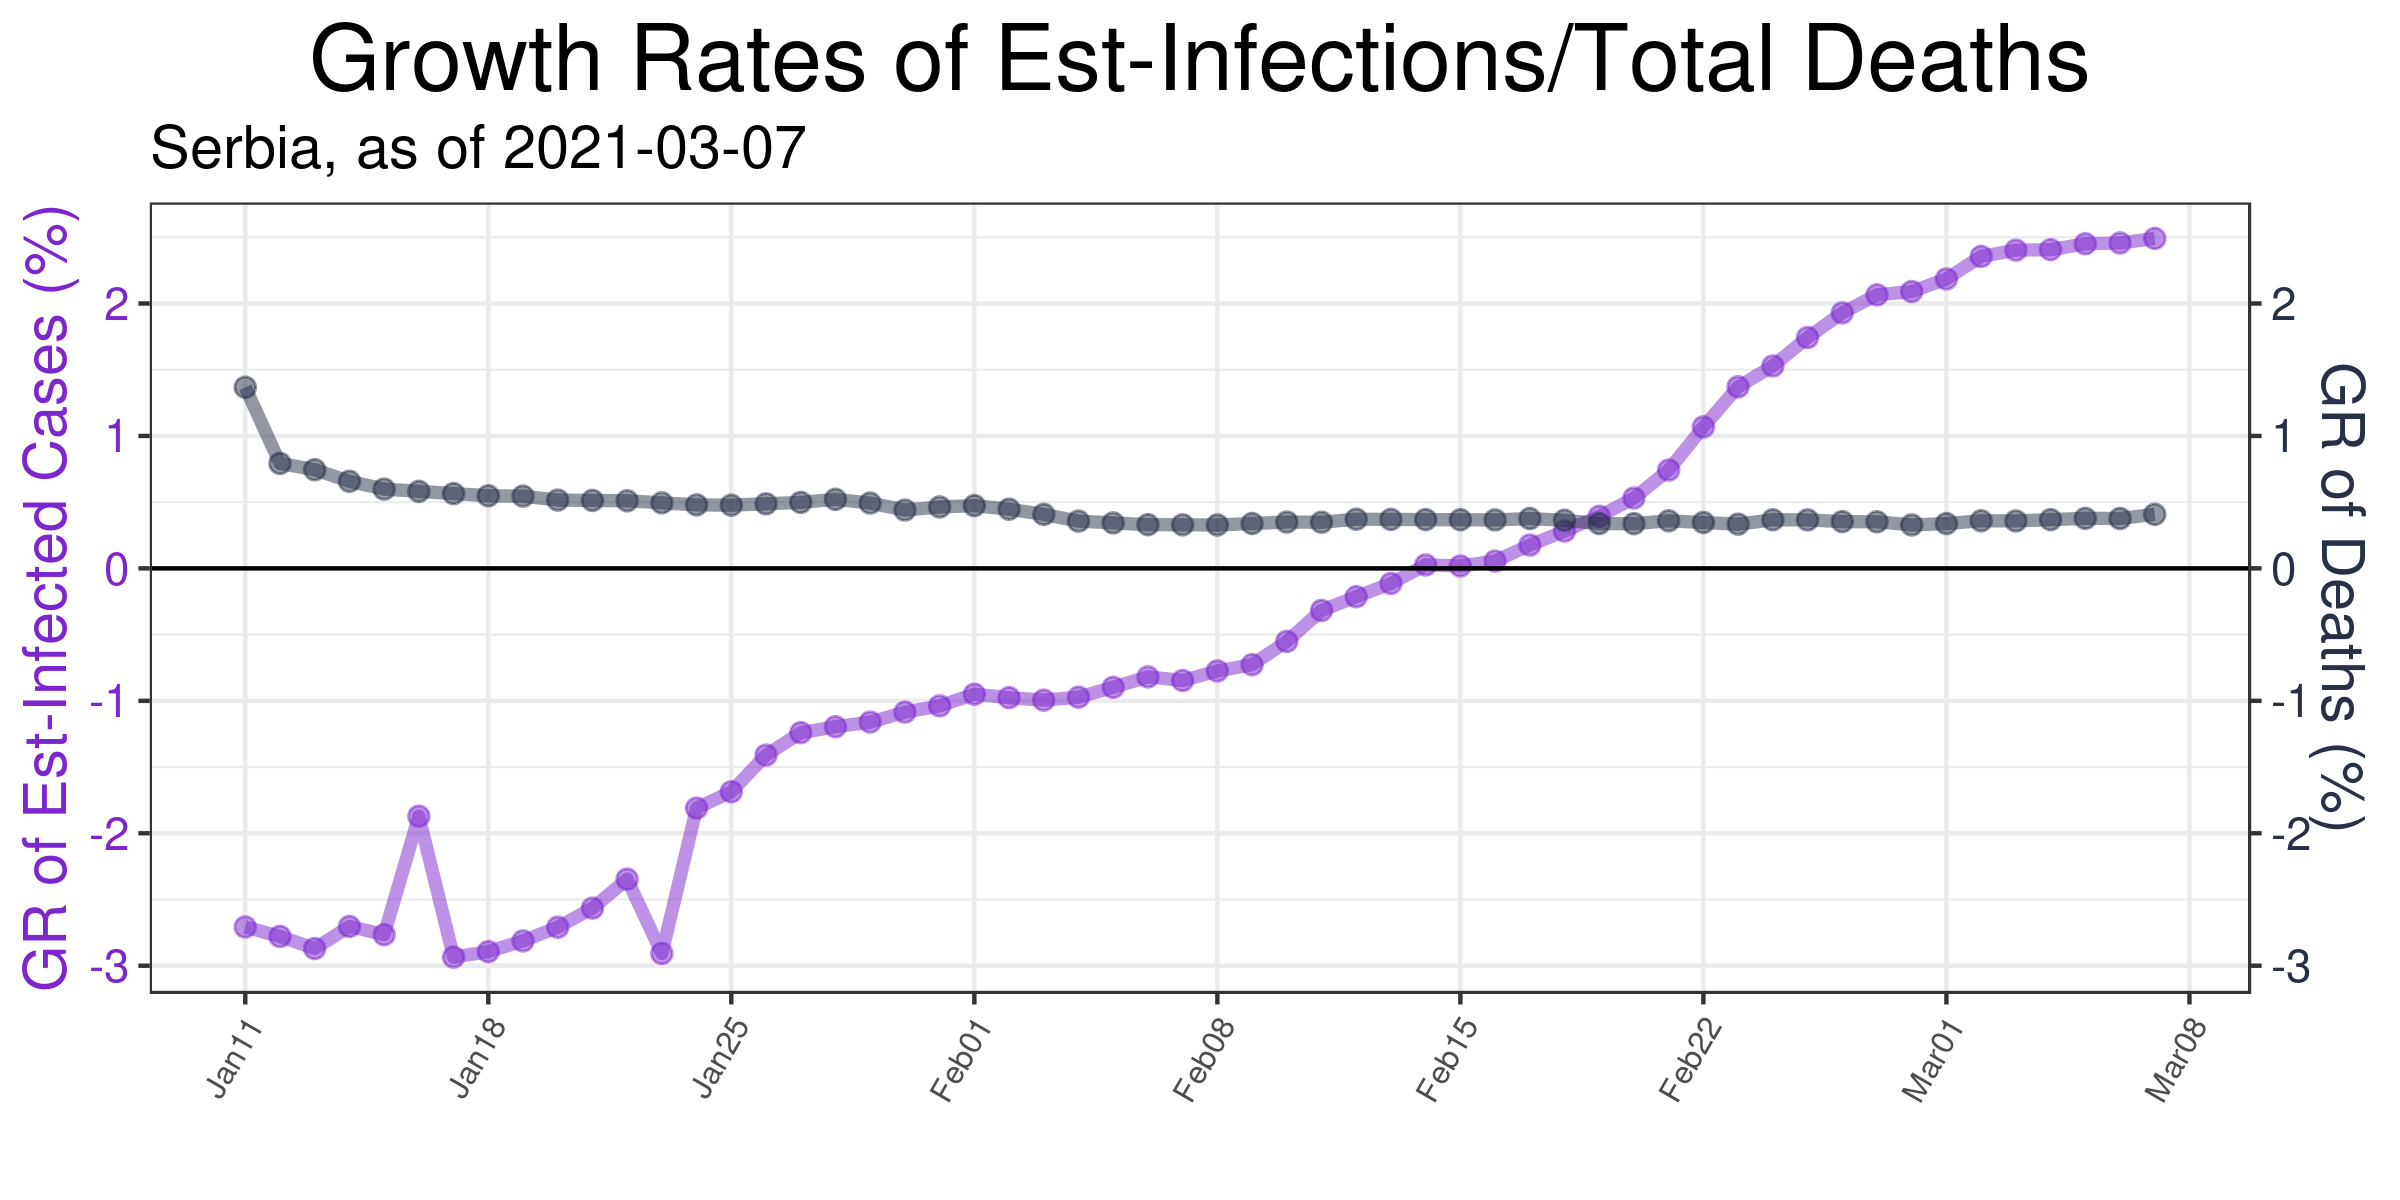 Growth Rates of Est-Infections/Total Deaths
Serbia, as of 2021-03-07
GR of Est-Infected Cases (%)
2
1
0
-1
-2
-3
2
1
0
-1
-2
-3
GR of Deaths (%)
Jan11
Jan18
Jan25
Feb01
Feb08
Feb15
Feb22
Mar01
Mar08